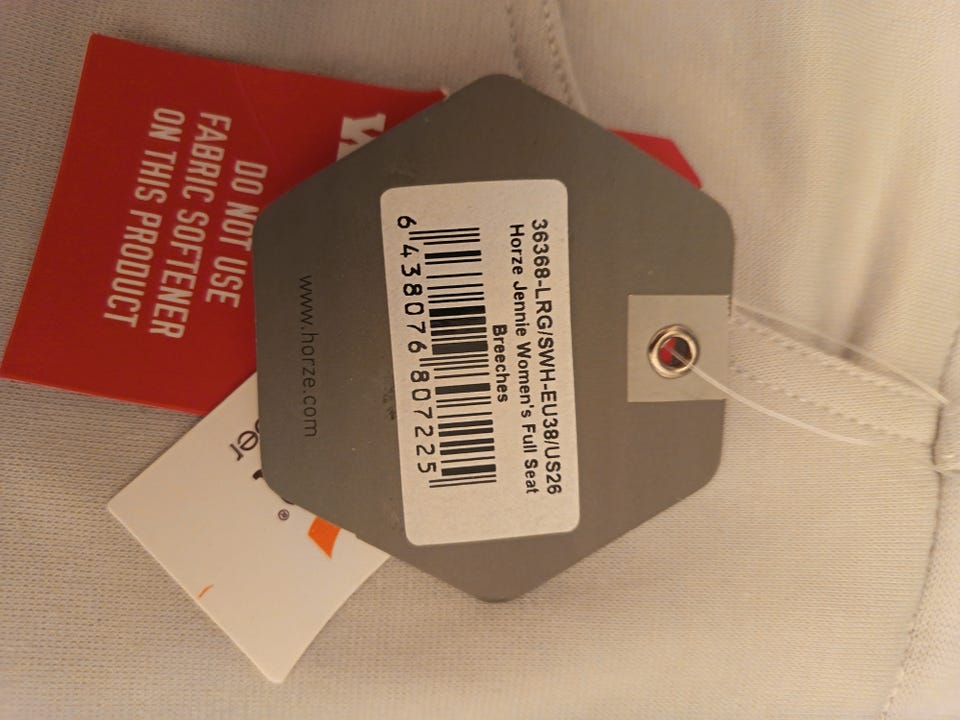 36368-LRG/SWH-EU38/US26
Horze Jennie Women's Full Seat
Breeches
6 438076 807225
www.horze.com
DO NOT USE
FABRIC SOFTENER
ON THIS PRODUCT
®